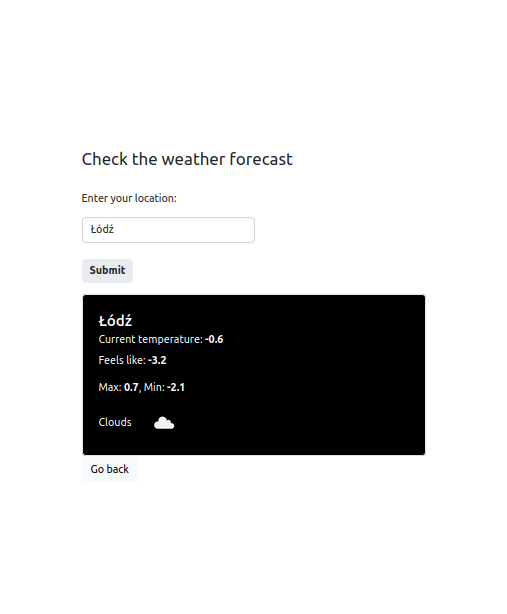 Check the weather forecast
Enter your location:
Łódź
Submit
Łódź
Current temperature: -0.6
Feels like: -3.2
Max: 0.7, Min: -2.1
Clouds
Go back